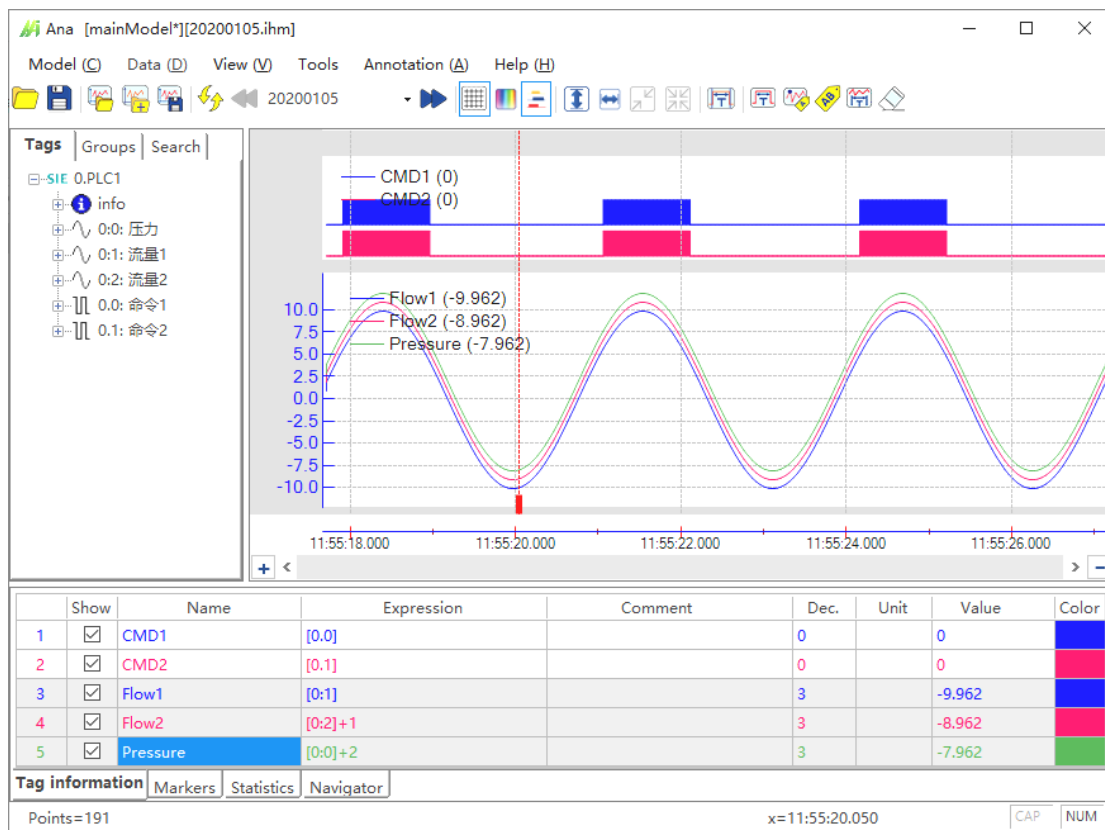 Ana [mainModel*][20200105.ihm]
Model (C) Data (D) View (V) Tools Annotation (A) Help (H)
20200105
Tags Groups Search
SIE 0.PLC1
info
0:0: 压力
0:1: 流量1
0:2: 流量2
0.0: 命令1
0.1: 命令2
CMD1 (0)
CMD2 (0)
Flow1 (-9.962)
Flow2 (-8.962)
Pressure (-7.962)
10.0
7.5
5.0
2.5
0.0
-2.5
-5.0
-7.5
-10.0
11:55:18.000 11:55:20.000 11:55:22.000 11:55:24.000 11:55:26.000
Show Name Expression Comment Dec. Unit Value Color
1 CMD1 [0.0] 0 0
2 CMD2 [0.1] 0 0
3 Flow1 [0:1] 3 -9.962
4 Flow2 [0:2]+1 3 -8.962
5 Pressure [0:0]+2 3 -7.962
Tag information Markers Statistics Navigator
Points=191 x=11:55:20.050 CAP NUM